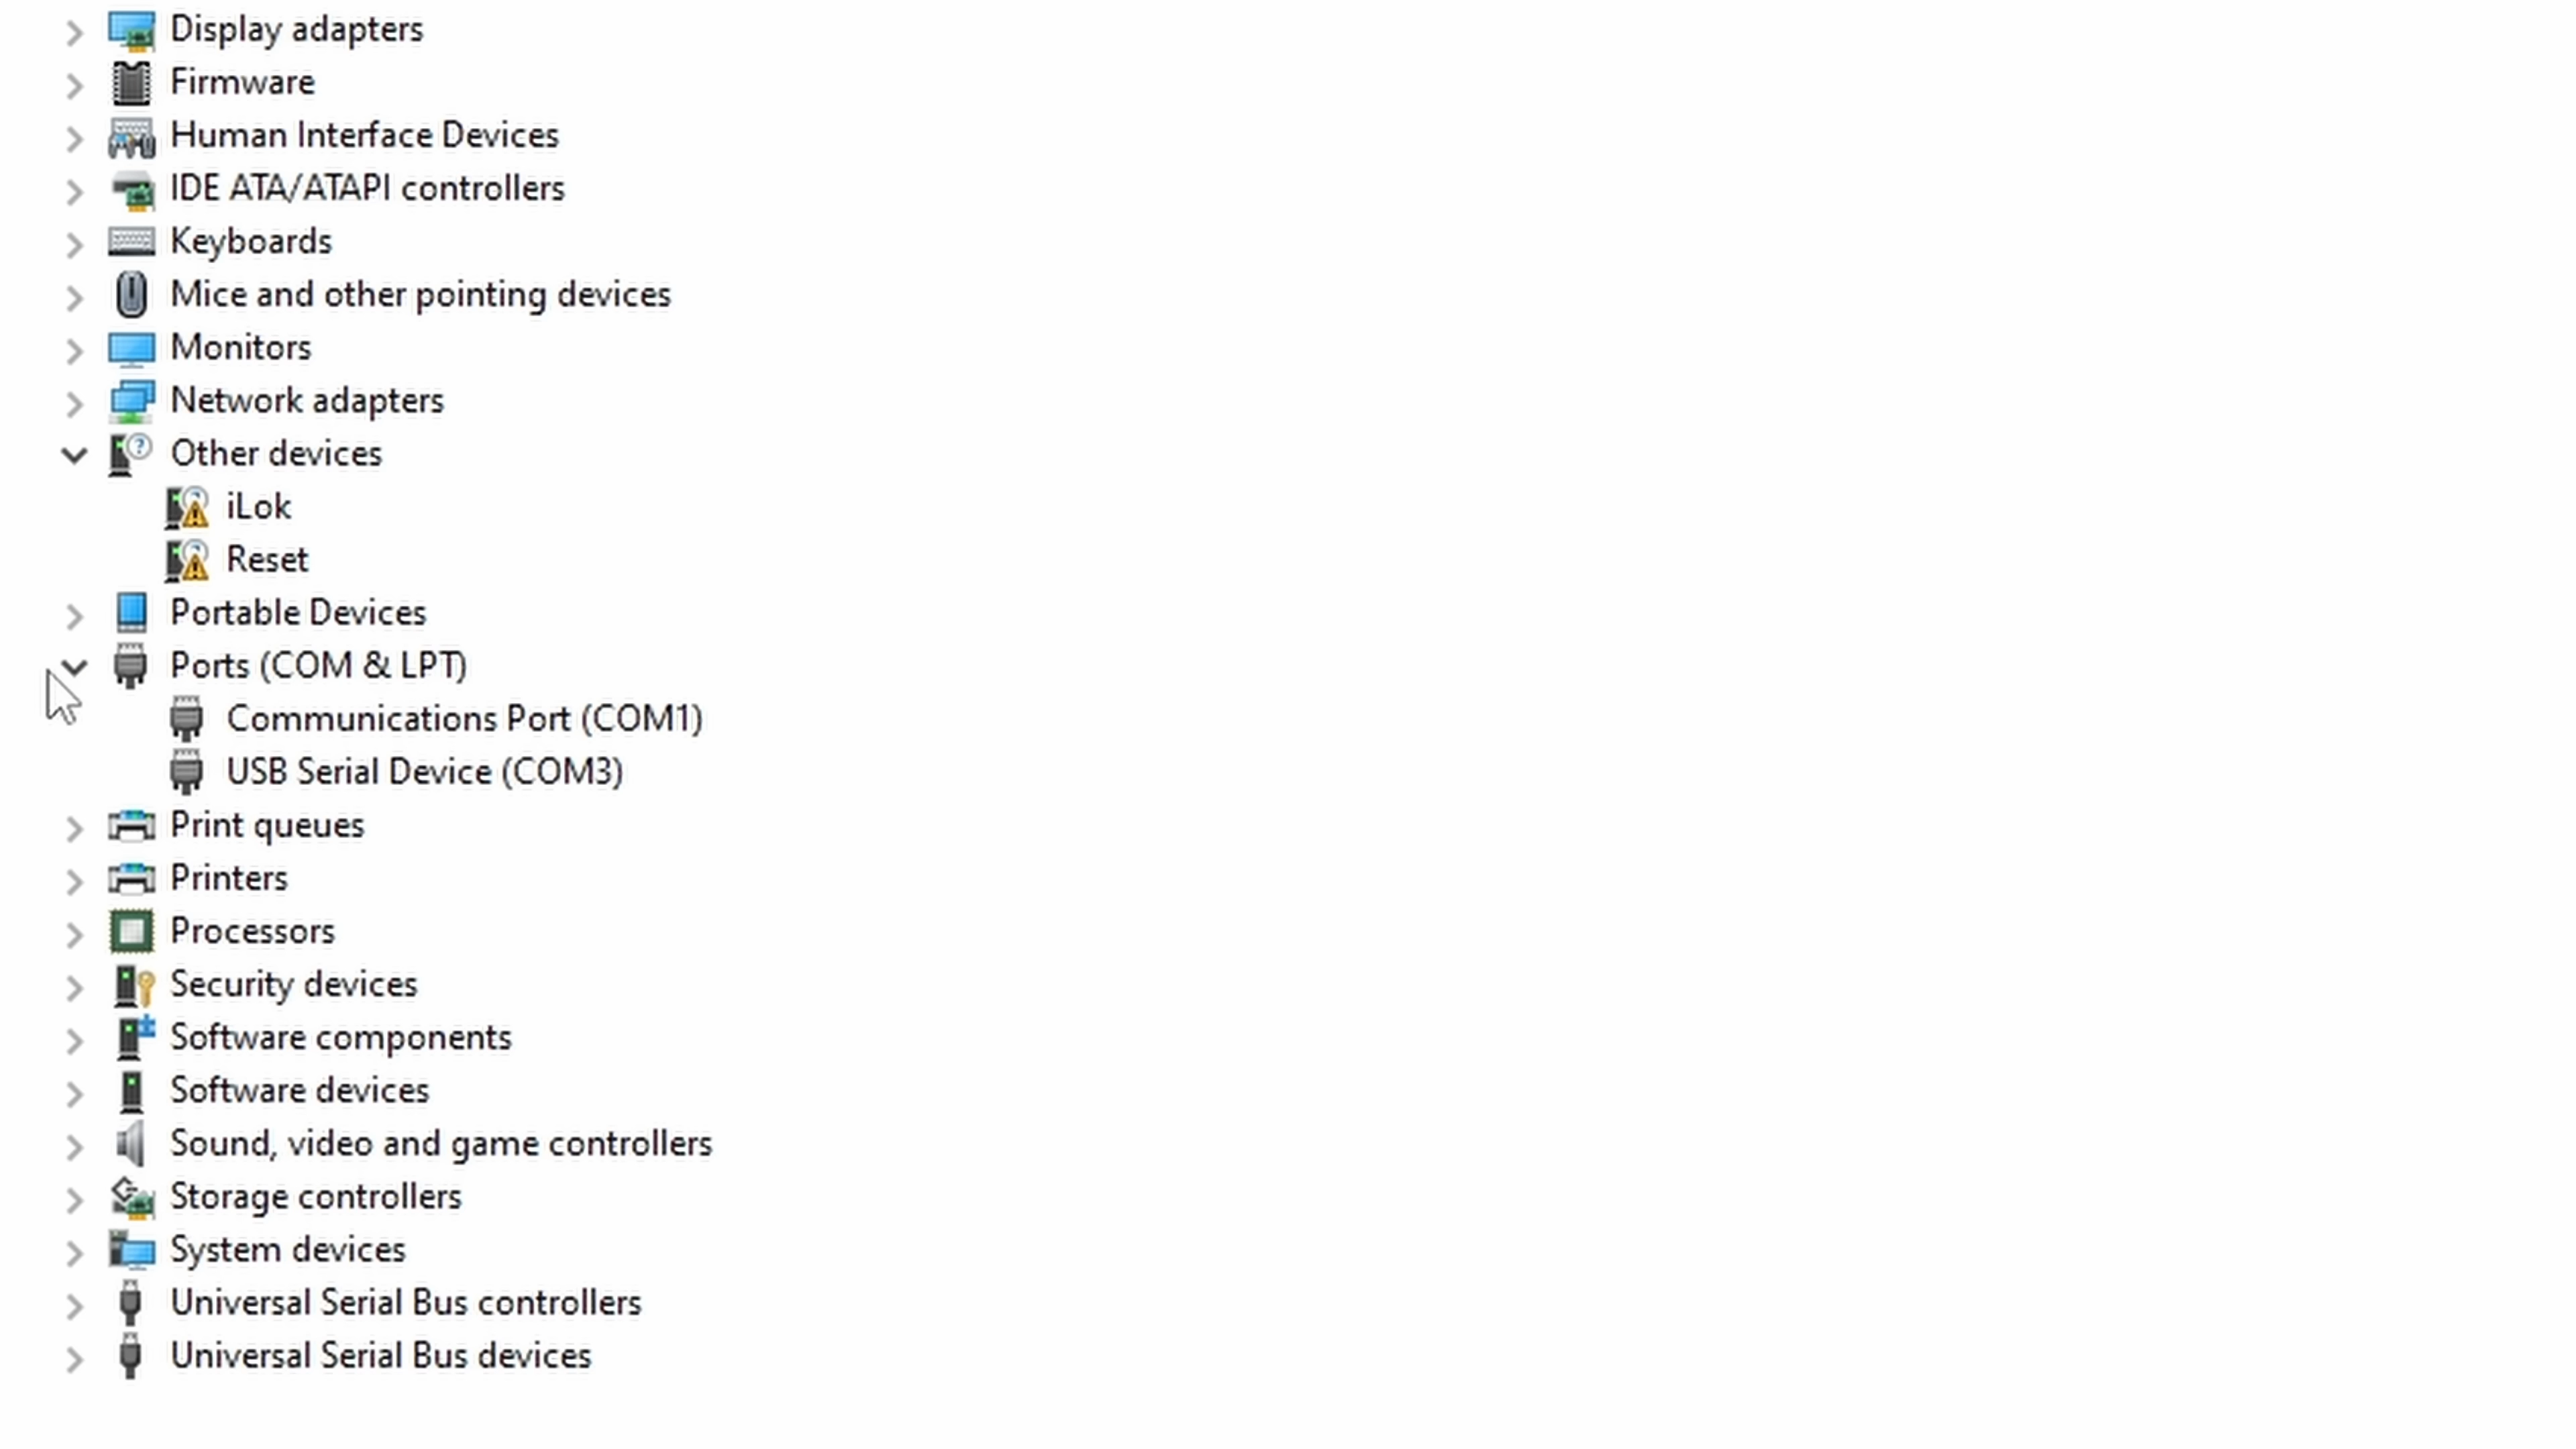 Display adapters
Firmware
Human Interface Devices
IDE ATA/ATAPI controllers
Keyboards
Mice and other pointing devices
Monitors
Network adapters
Other devices
iLok
Reset
Portable Devices
Ports (COM & LPT)
Communications Port (COM1)
USB Serial Device (COM3)
Print queues
Printers
Processors
Security devices
Software components
Software devices
Sound, video and game controllers
Storage controllers
System devices
Universal Serial Bus controllers
Universal Serial Bus devices